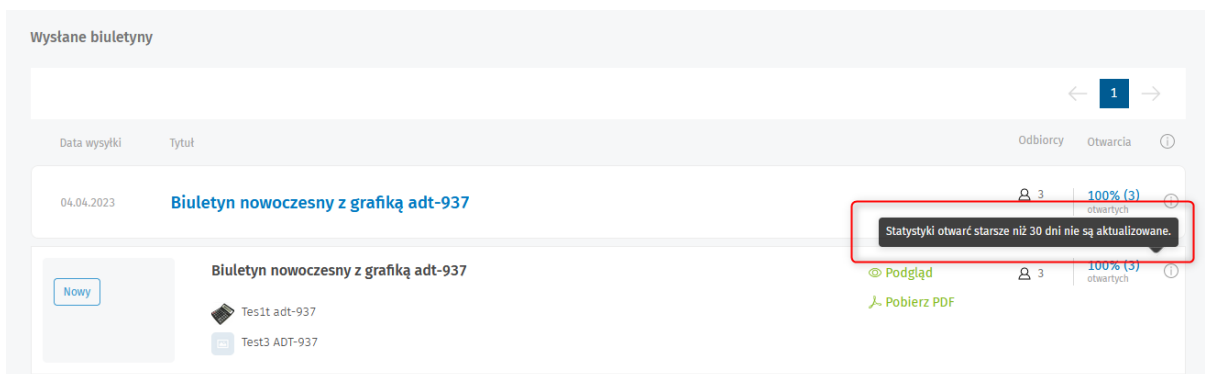 Wysłane biuletyny
1
Data wysyłki Tytuł Odbiorcy Otwarcia
04.04.2023 Biuletyn nowoczesny z grafiką adt-937 3 100% (3)
otwartych
Statystyki otwarć starsze niż 30 dni nie są aktualizowane.
Nowy Biuletyn nowoczesny z grafiką adt-937 Podgląd 3 100% (3)
otwartych
Tes1t adt-937 Pobierz PDF
Test3 ADT-937